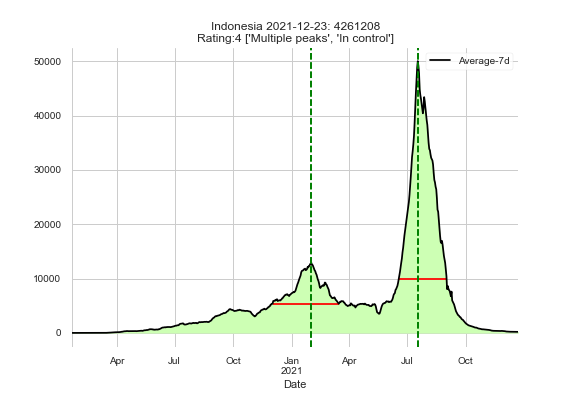 Indonesia 2021-12-23: 4261208
Rating:4 ['Multiple peaks', 'In control']
Average-7d
50000
40000
30000
20000
10000
0
Apr Jul Oct Jan Apr Jul Oct
2021
Date